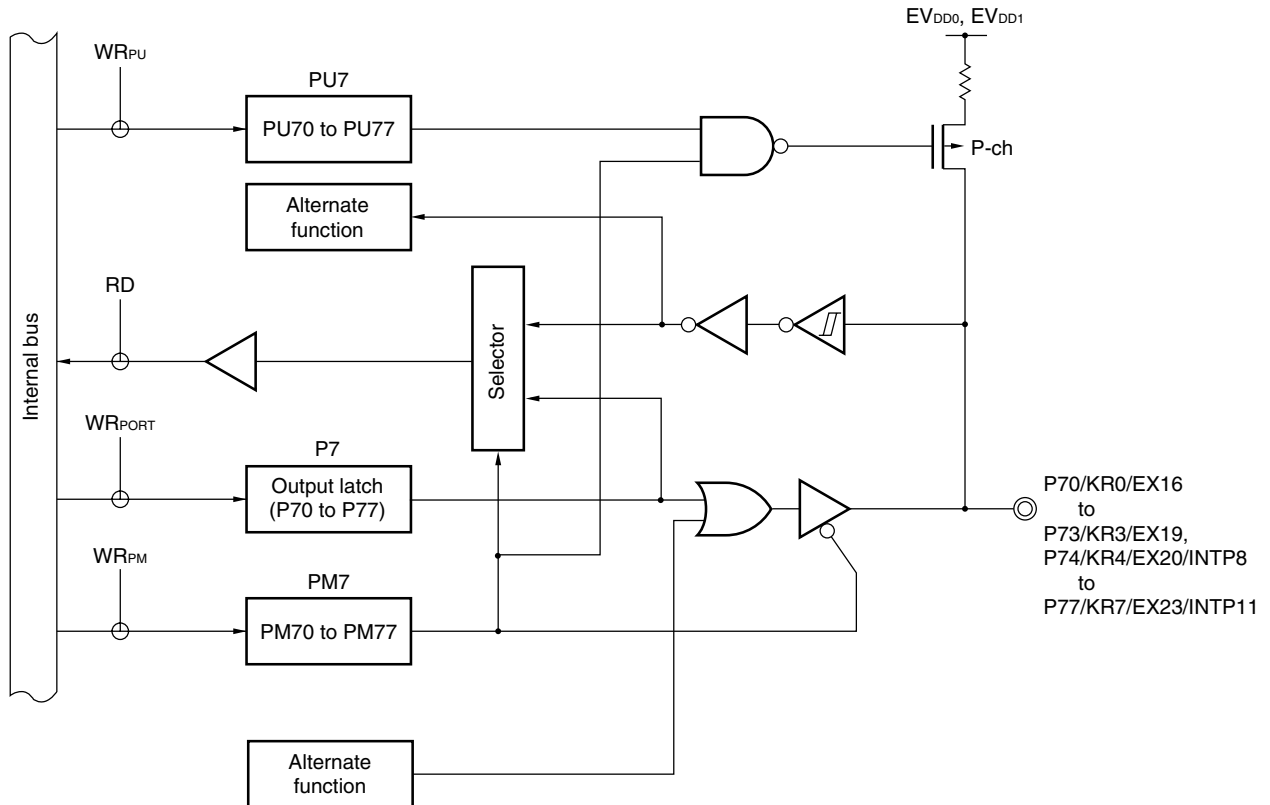 EVDD0, EVDD1
WRPU
PU7
PU70 to PU77
P-ch
Alternate
function
RD
Selector
Internal bus
WRPORT
P7
Output latch
(P70 to P77)
P70/KR0/EX16
to
P73/KR3/EX19,
P74/KR4/EX20/INTP8
to
P77/KR7/EX23/INTP11
WRPM
PM7
PM70 to PM77
Alternate
function